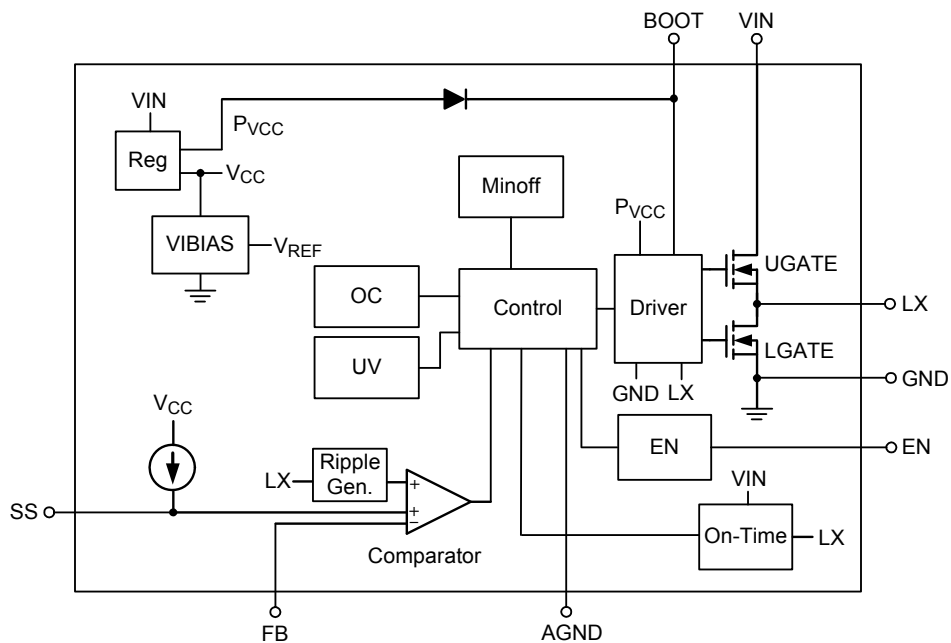 BOOT VIN
VIN
PVCC
Reg
VCC
Minoff
PVCC
VIBIAS
VREF
UGATE
OC
Control
Driver
LX
LGATE
UV
GND LX
GND
VCC
EN
EN
Ripple
Gen.
LX
+
VIN
SS
+
−
On-Time
LX
Comparator
FB
AGND